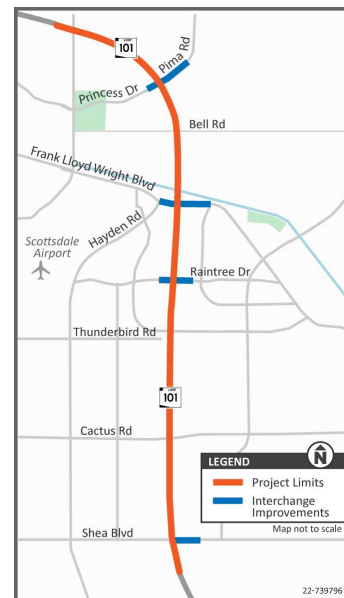 LOOP
101
Pima Rd
Princess Dr
Bell Rd
Frank Lloyd Wright Blvd
Hayden Rd
Scottsdale
Airport
Raintree Dr
Thunderbird Rd
LOOP
101
Cactus Rd
LEGEND
N
Project Limits
Interchange
Improvements
Map not to scale
Shea Blvd
22-739796